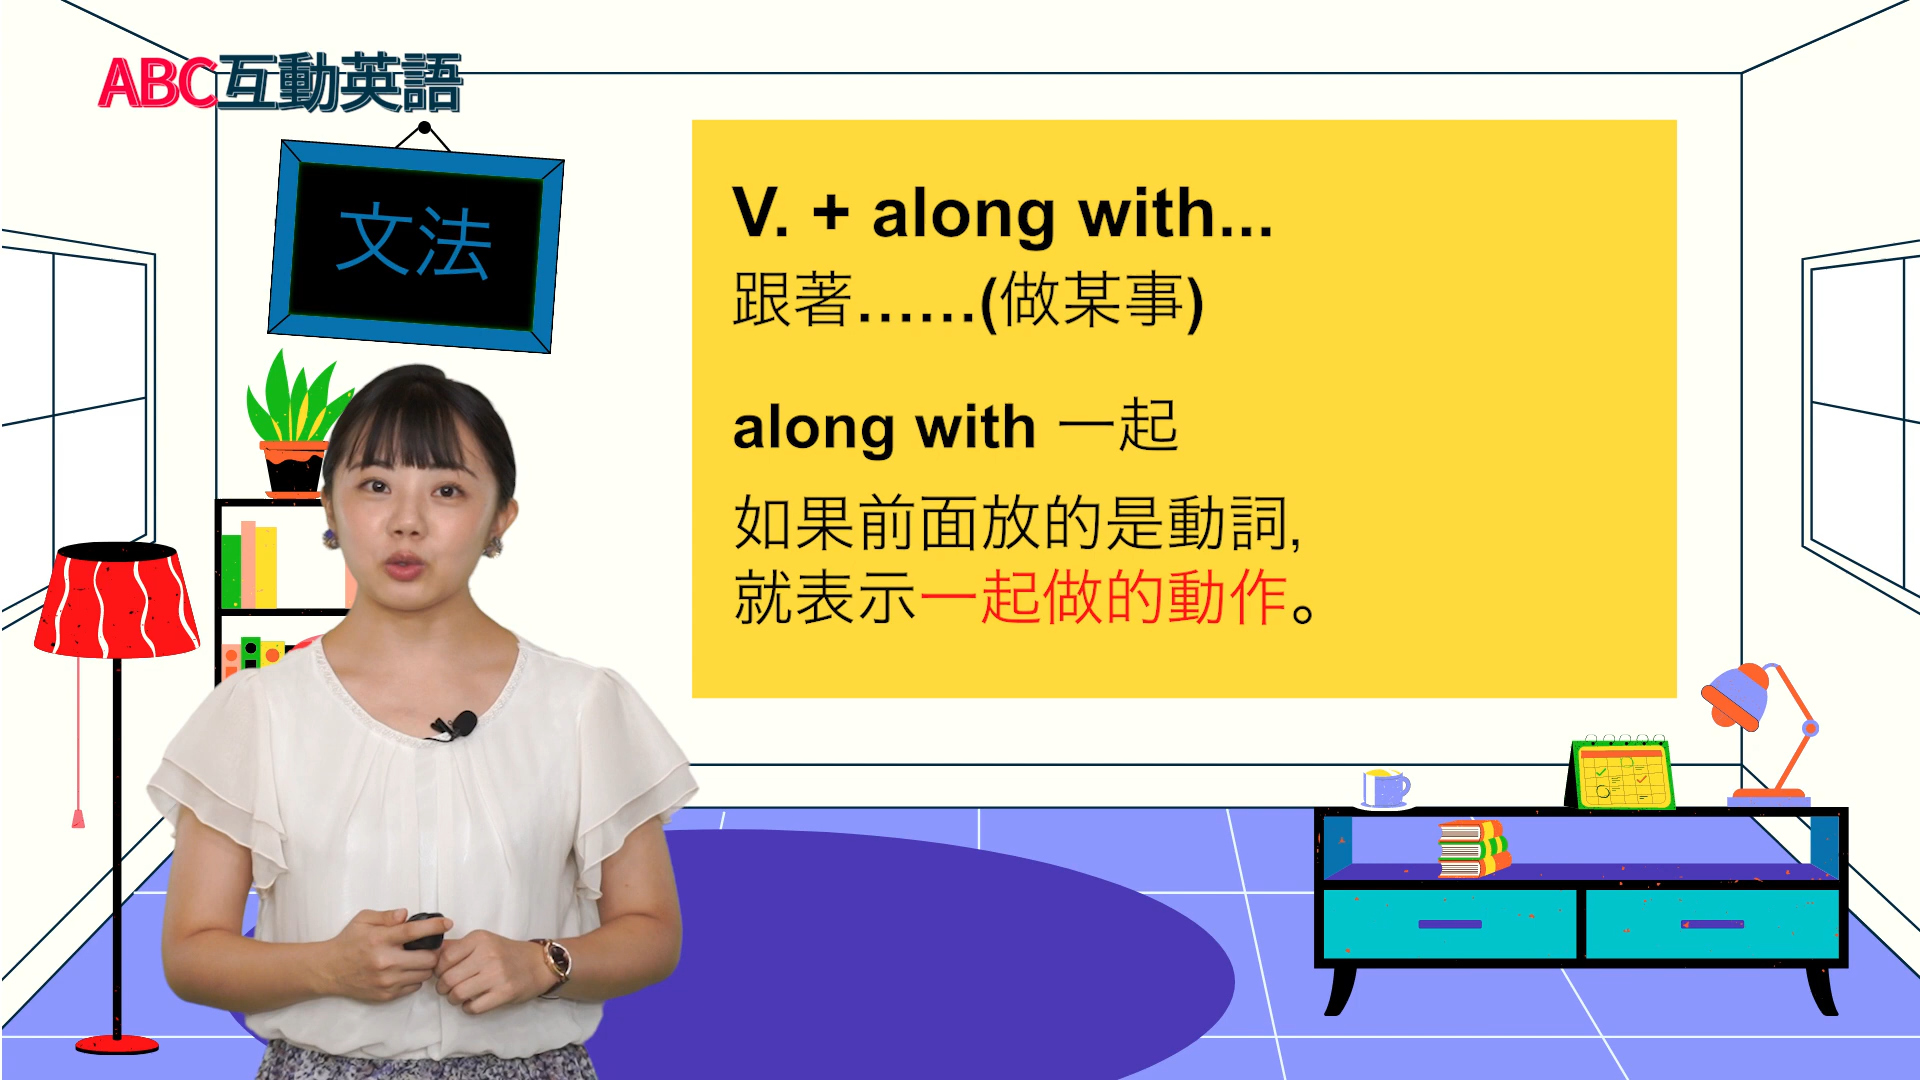 ABC互動英語
文法
V. + along with...
跟著……(做某事)
along with 一起
如果前面放的是動詞,
就表示一起做的動作。